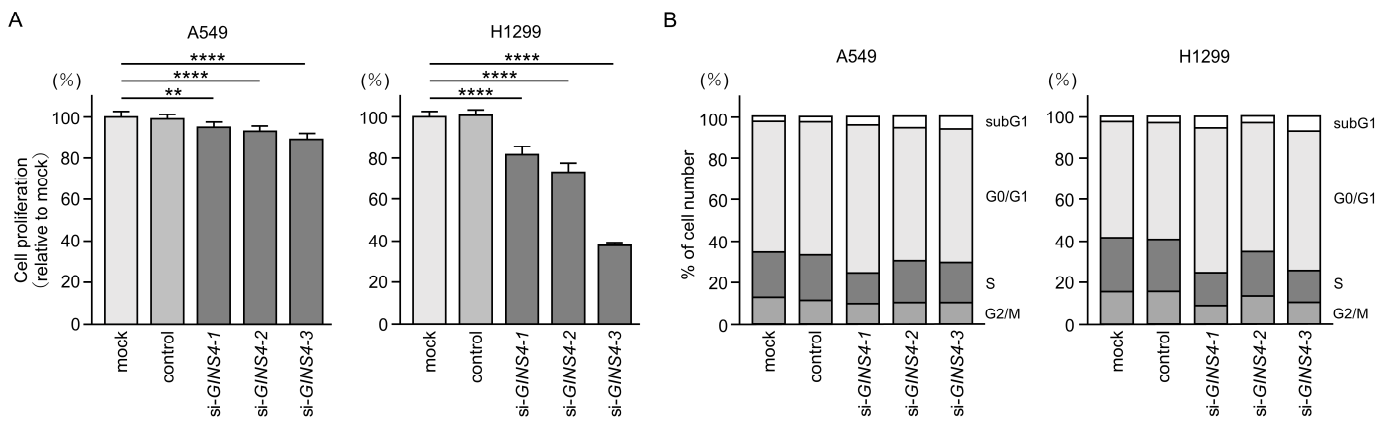 A
A549
****
****
**
(%)
100
80
60
40
20
0
Cell proliferation
(relative to mock)
mock
control
si-GINS4-1
si-GINS4-2
si-GINS4-3
H1299
****
****
****
(%)
100
80
60
40
20
0
mock
control
si-GINS4-1
si-GINS4-2
si-GINS4-3
B
A549
(%)
100
80
60
40
20
0
% of cell number
subG1
G0/G1
S
G2/M
mock
control
si-GINS4-1
si-GINS4-2
si-GINS4-3
H1299
(%)
100
80
60
40
20
0
subG1
G0/G1
S
G2/M
mock
control
si-GINS4-1
si-GINS4-2
si-GINS4-3